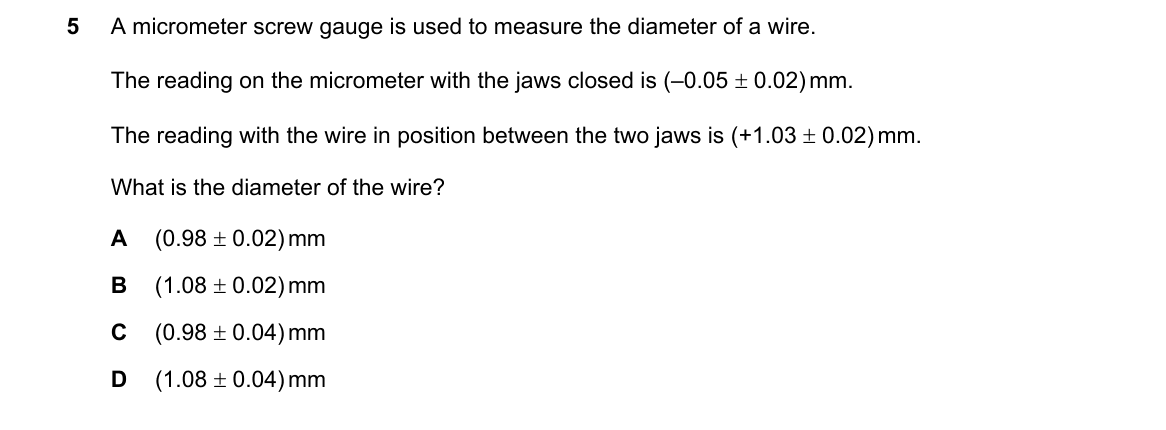 5 A micrometer screw gauge is used to measure the diameter of a wire.
The reading on the micrometer with the jaws closed is (–0.05 ± 0.02) mm.
The reading with the wire in position between the two jaws is (+1.03 ± 0.02) mm.
What is the diameter of the wire?
A (0.98 ± 0.02) mm
B (1.08 ± 0.02) mm
C (0.98 ± 0.04) mm
D (1.08 ± 0.04) mm